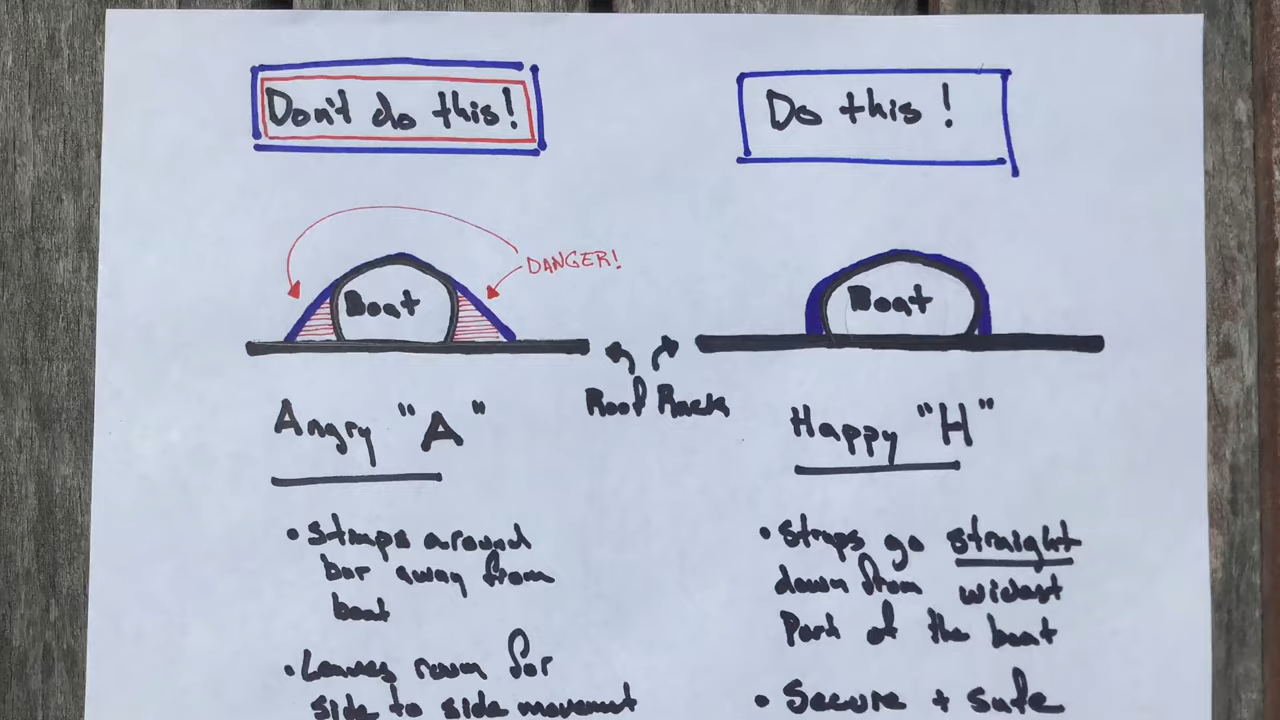 Don't do this!
Do this!
DANGER!
Boat
Boat
Roof Rack
Angry "A"
Happy "H"
• Straps around
bar away from
boat
• Leaves room for
side to side movement
• Straps go straight
down from widest
Part of the boat
• Secure + safe